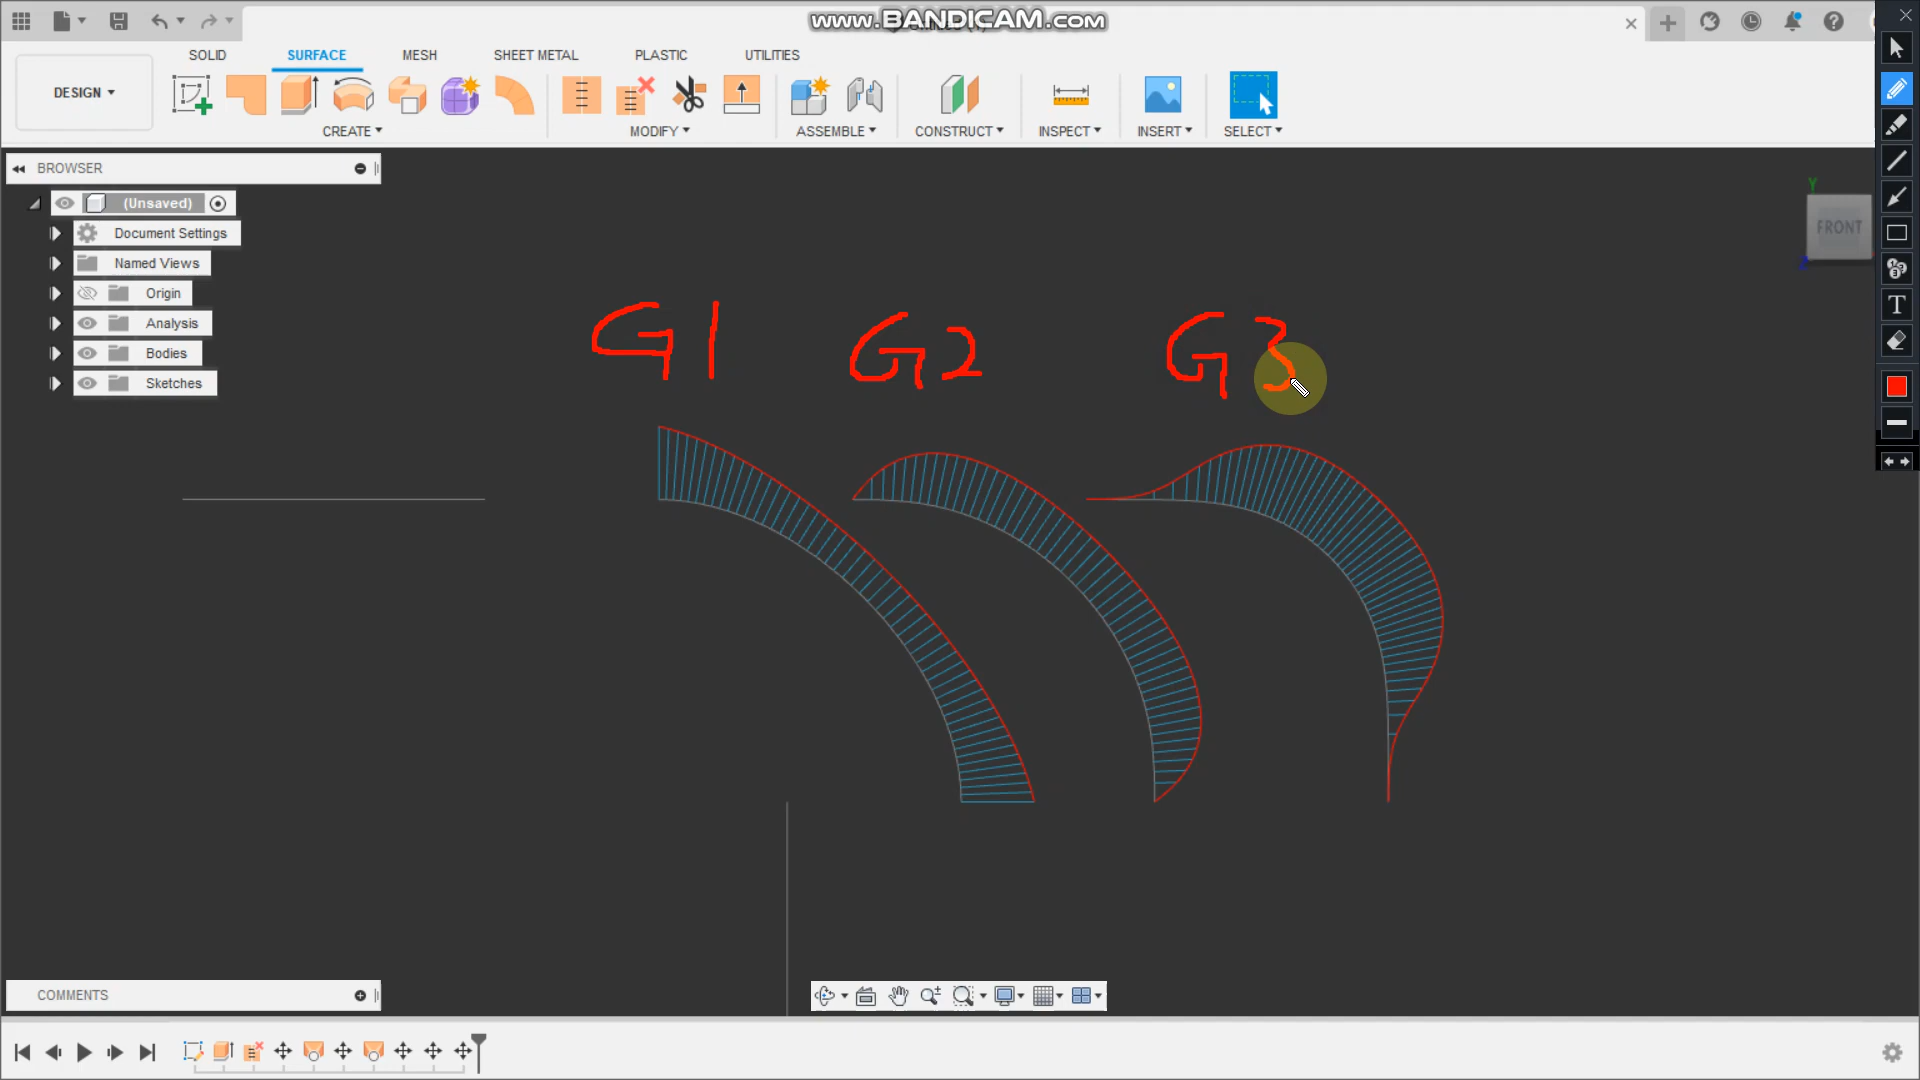 www.BANDICAM.com
SOLID SURFACE MESH SHEET METAL PLASTIC UTILITIES
DESIGN
CREATE MODIFY ASSEMBLE CONSTRUCT INSPECT INSERT SELECT
BROWSER
(Unsaved)
Document Settings
Named Views
Origin
Analysis
Bodies
Sketches
Y
FRONT
Z
G1 G2 G3
COMMENTS